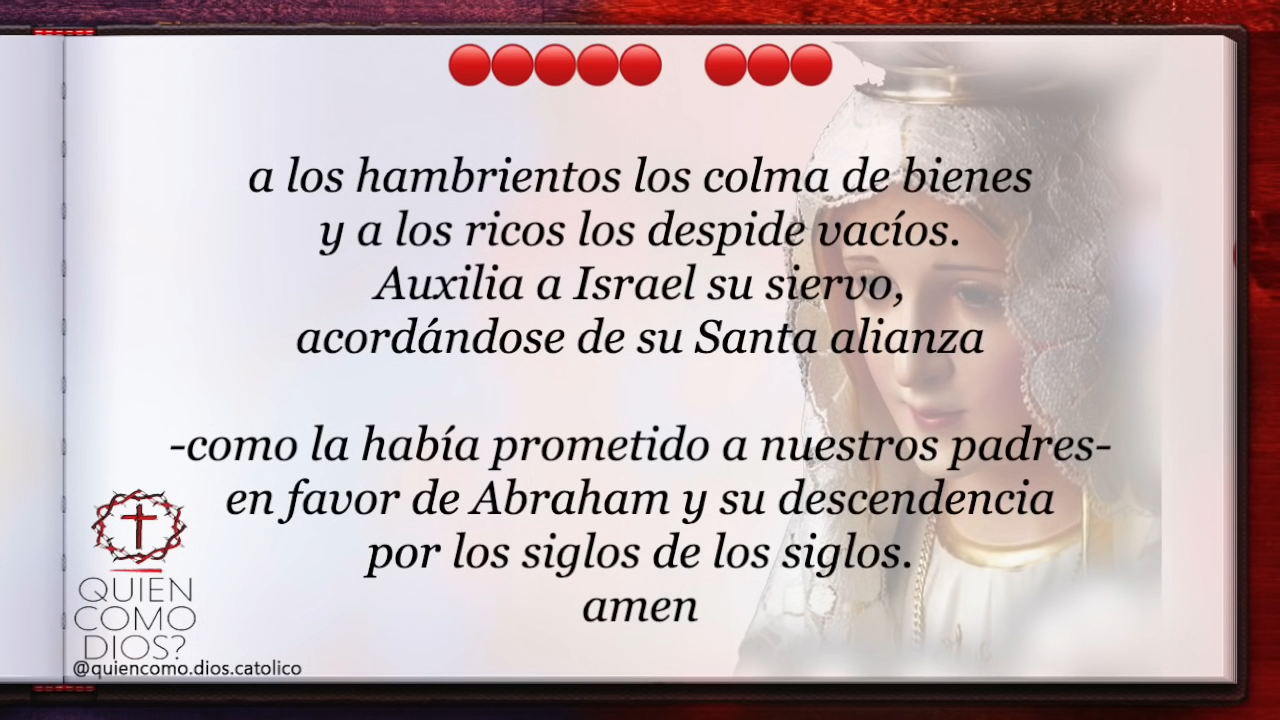 a los hambrientos los colma de bienes
y a los ricos los despide vacíos.
Auxilia a Israel su siervo,
acordándose de su Santa alianza
-como la había prometido a nuestros padres-
en favor de Abraham y su descendencia
por los siglos de los siglos.
amen
QUIEN
COMO
DIOS?
@quiencomo.dios.catolico